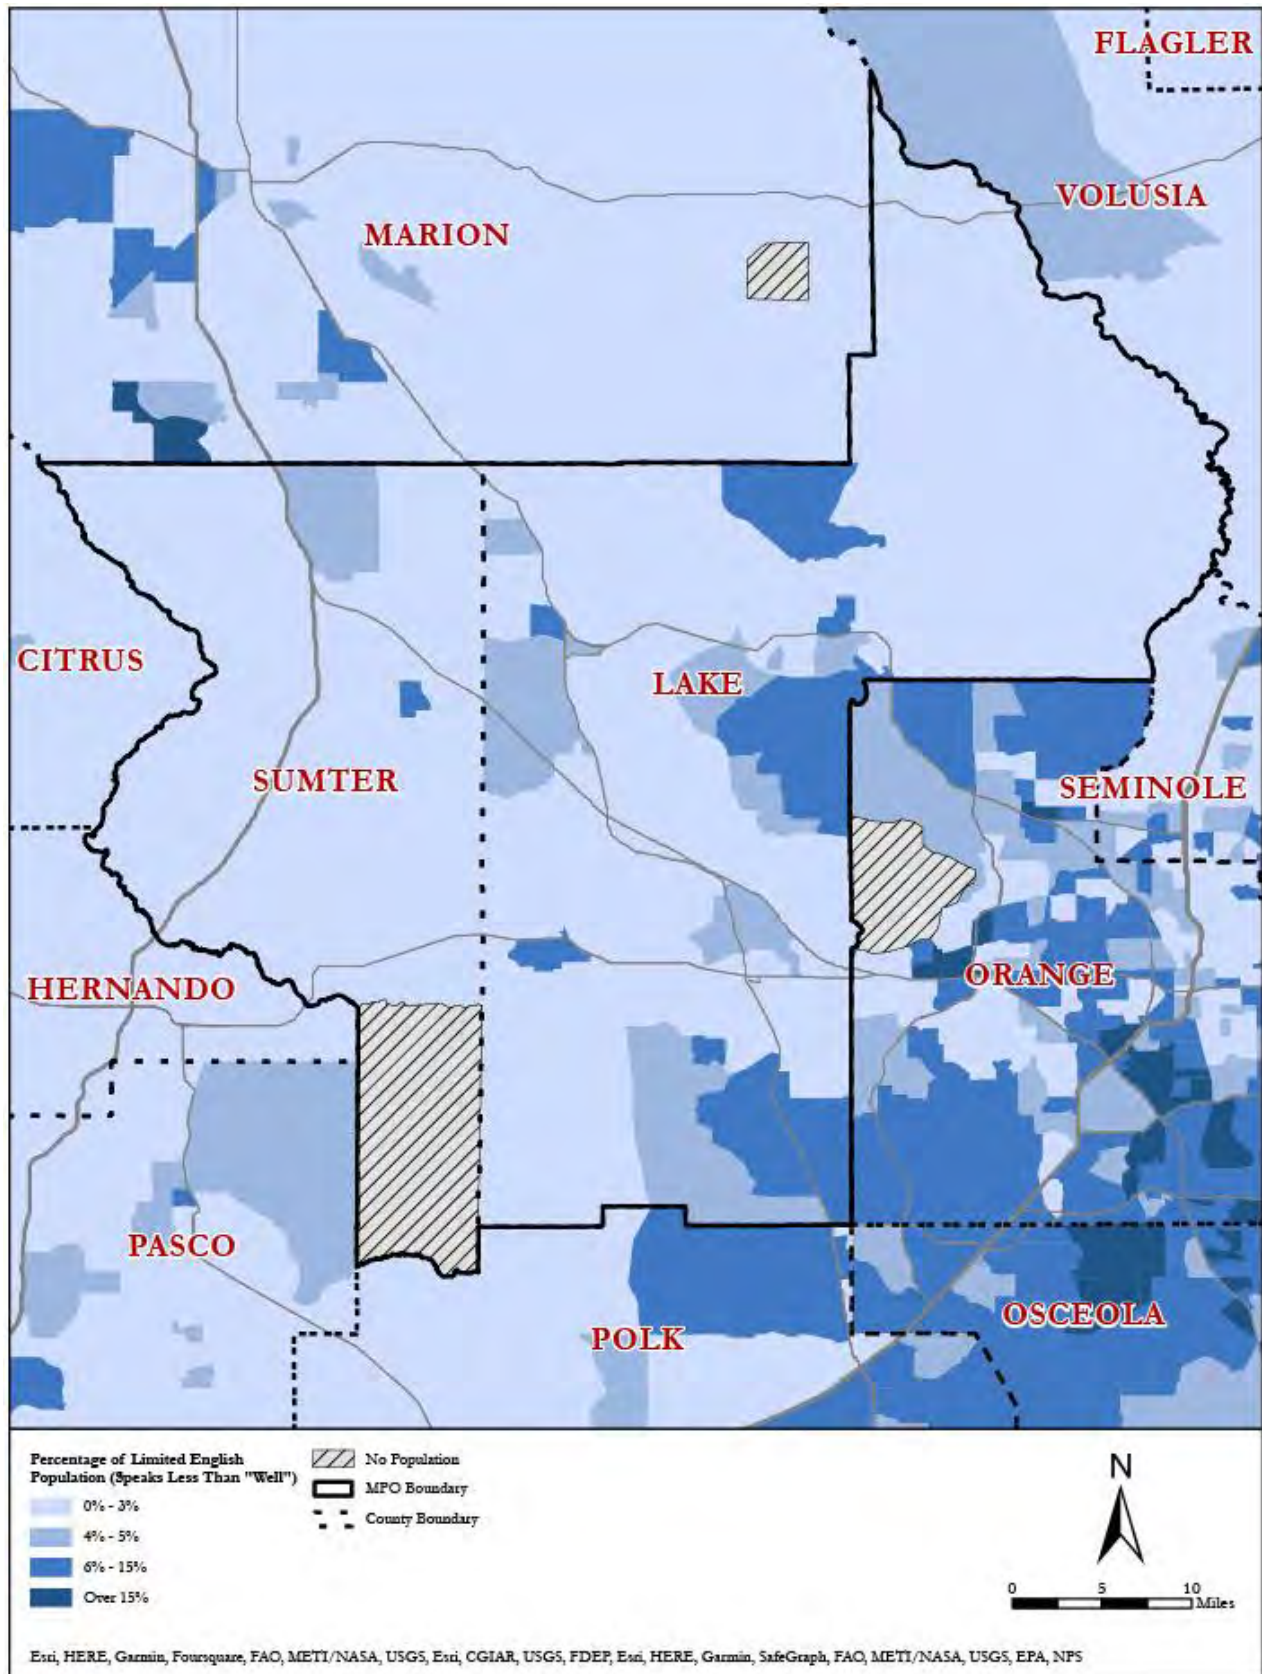 FLAGLER
VOLUSIA
MARION
CITRUS
LAKE
SUMTER
SEMINOLE
ORANGE
HERNANDO
PASCO
OSCEOLA
POLK
Percentage of Limited English
Population (Speaks Less Than "Well")
0% - 3%
4% - 5%
6% - 15%
Over 15%
No Population
MPO Boundary
County Boundary
N
0 5 10
Miles
Esri, HERE, Garmin, Foursquare, FAO, METI/NASA, USGS, Esri, CGIAR, USGS, FDEP, Esri, HERE, Garmin, SafeGraph, FAO, METI/NASA, USGS, EPA, NPS